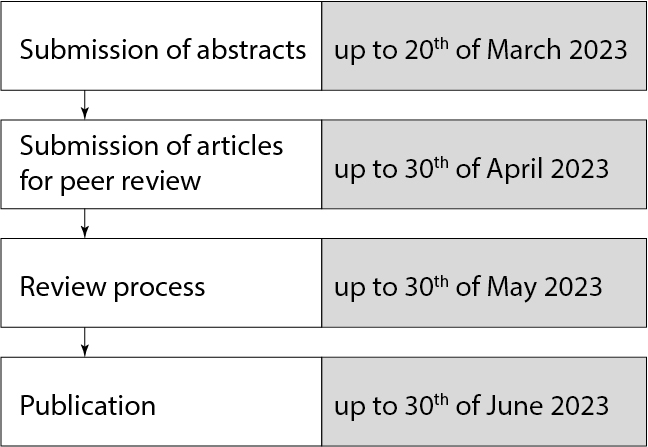 Submission of abstracts up to 20th of March 2023
Submission of articles
for peer review
up to 30th of April 2023
Review process up to 30th of May 2023
Publication up to 30th of June 2023